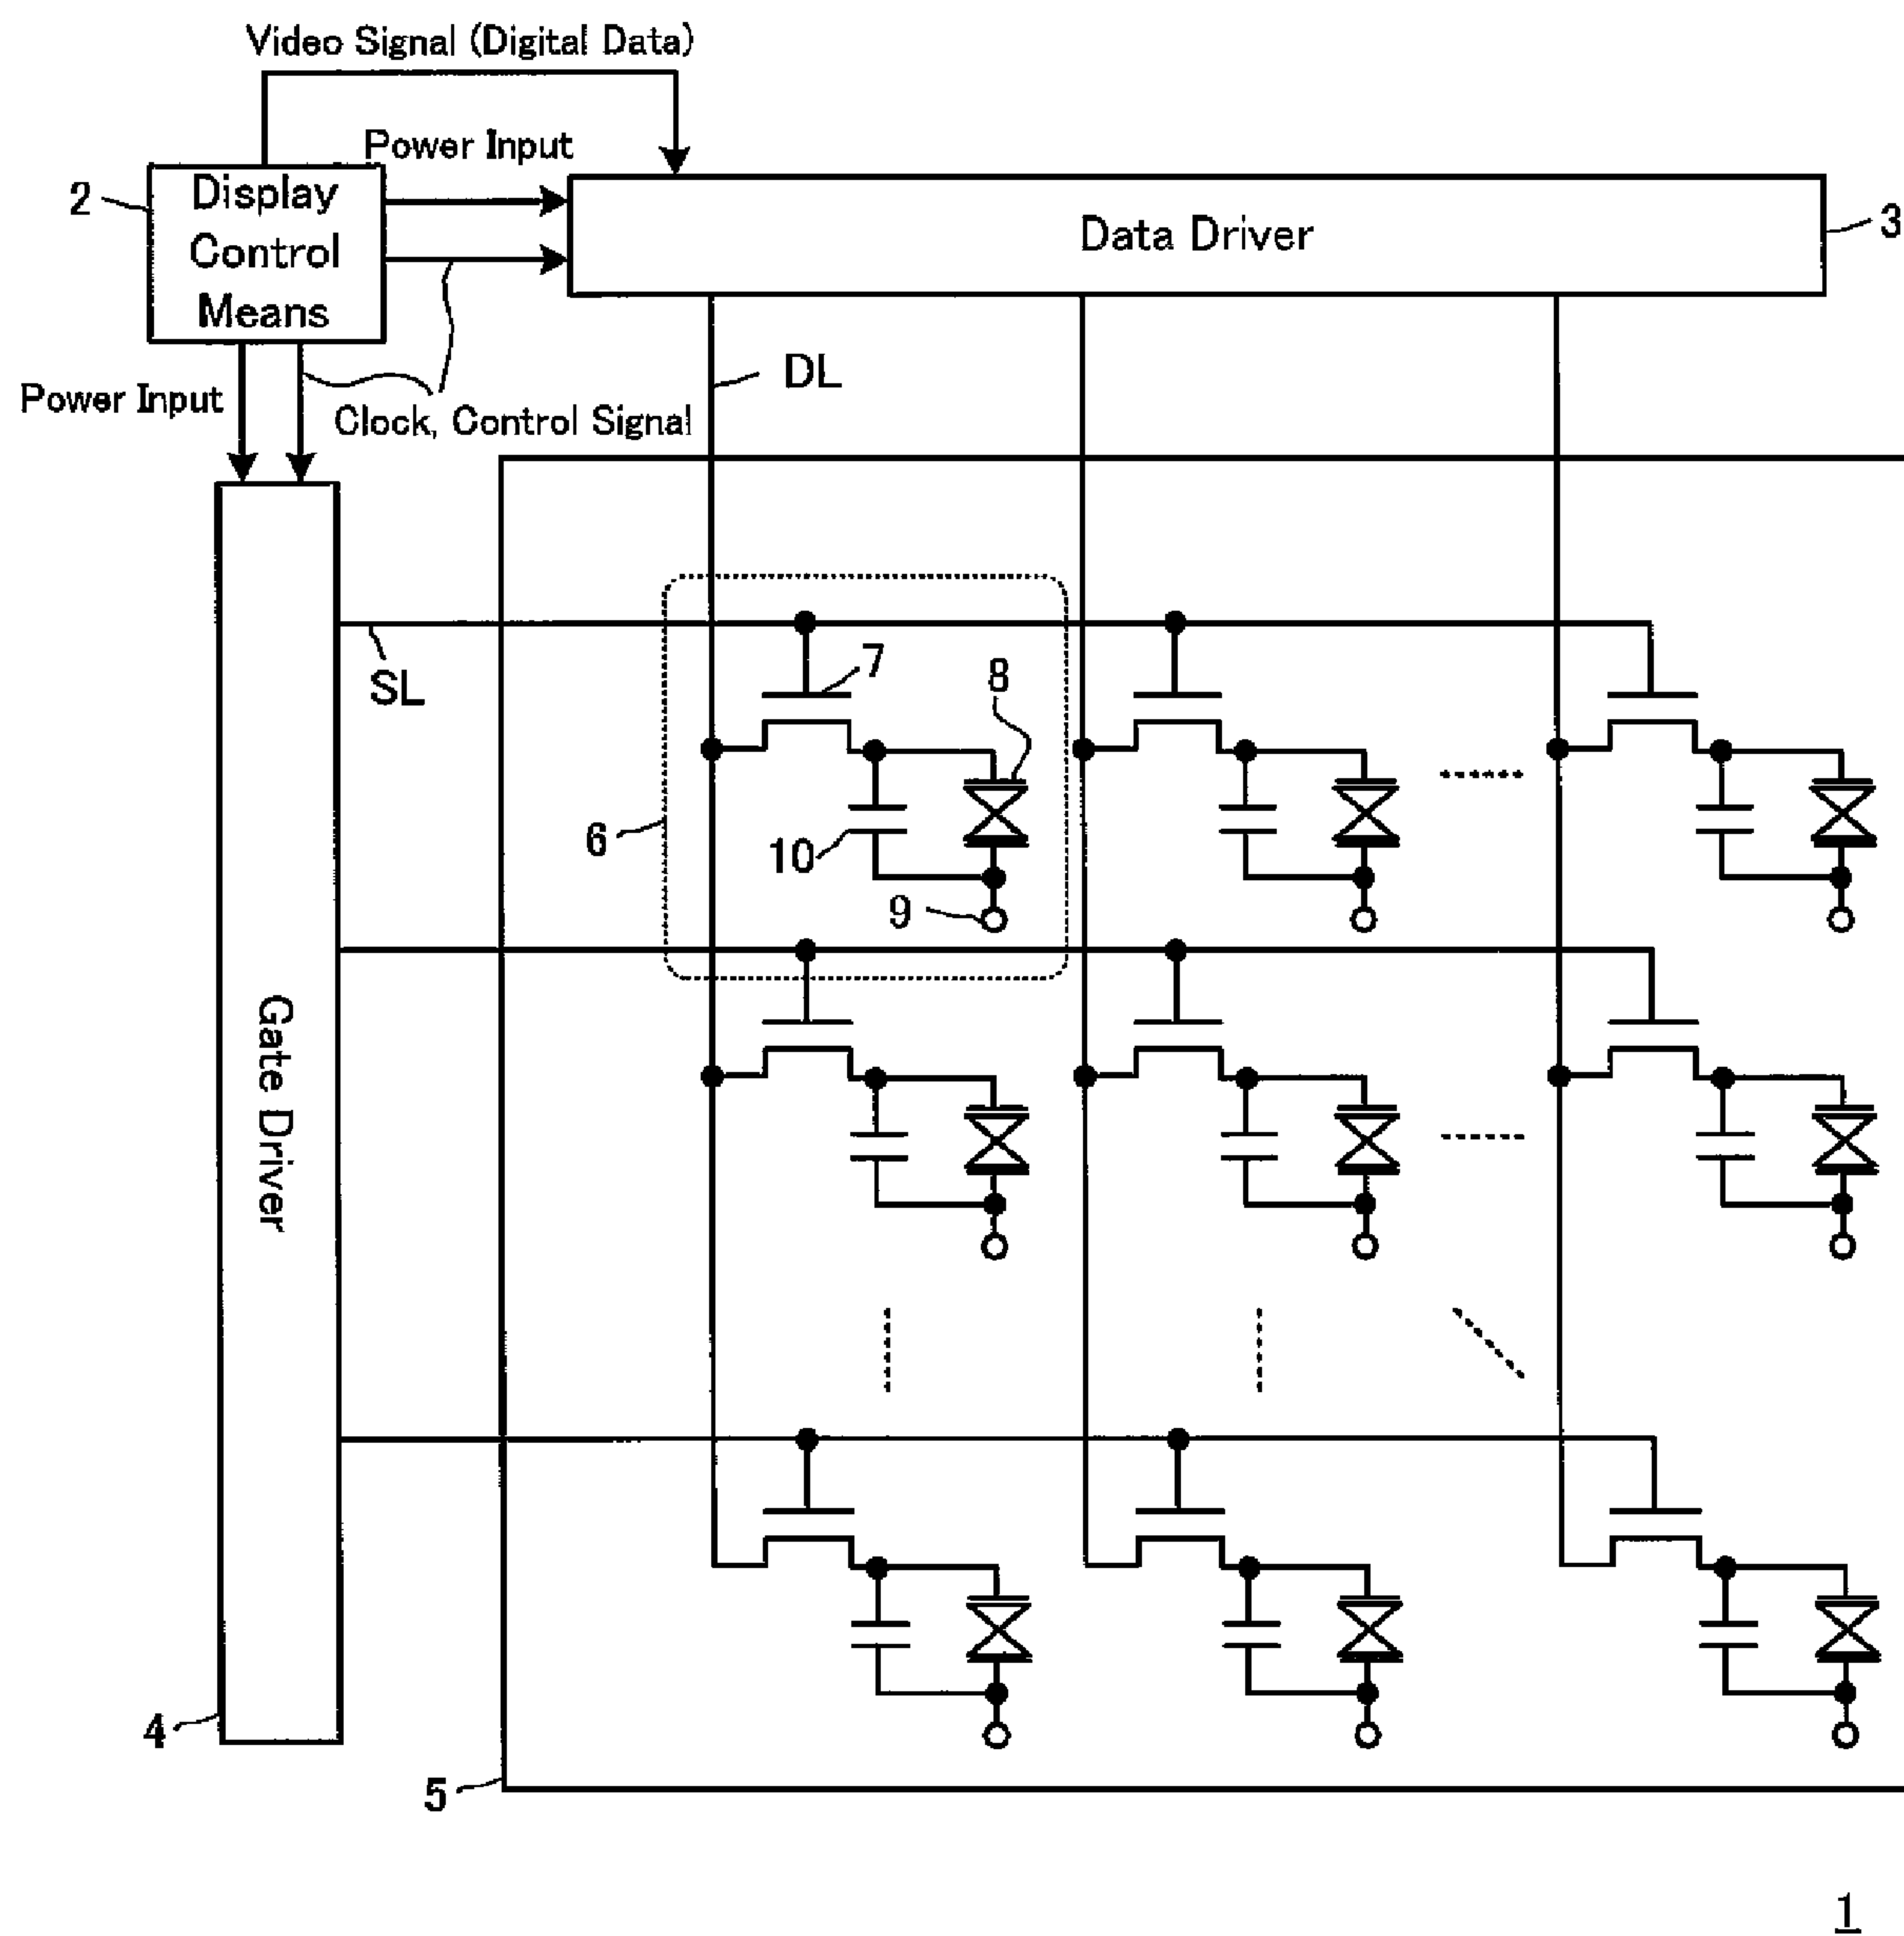 Video Signal (Digital Data)
Power Input
2
Display
Control
Means
Data Driver
3
DL
Power Input
Clock, Control Signal
SL
7
8
6
10
9
Gate Driver
4
5
1